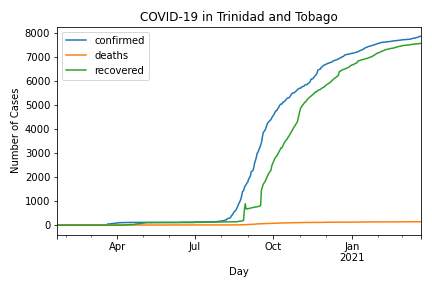 COVID-19 in Trinidad and Tobago
confirmed
deaths
recovered
Number of Cases
8000
7000
6000
5000
4000
3000
2000
1000
0
Apr
Jul
Oct
Jan
2021
Day